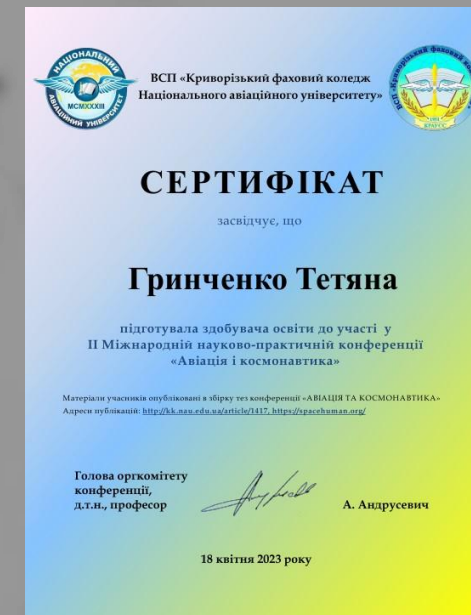 НАЦІОНАЛЬНИЙ
АВІАЦІЙНИЙ УНІВЕРСИТЕТ
MCMXXXIII
ВСП «Криворізький фаховий коледж
Національного авіаційного університету»
СЕРТИФІКАТ
засвідчує, що
Гринченко Тетяна
підготувала здобувача освіти до участі у
ІІ Міжнародній науково-практичній конференції
«Авіація і космонавтика»
Матеріали учасників опубліковані в збірку тез конференції «АВІАЦІЯ ТА КОСМОНАВТИКА»
Адреси публікацій: http://kk.nau.edu.ua/article/1417, https://spacehuman.org/
Голова оргкомітету
конференції,
д.т.н., професор
А. Андрусевич
18 квітня 2023 року